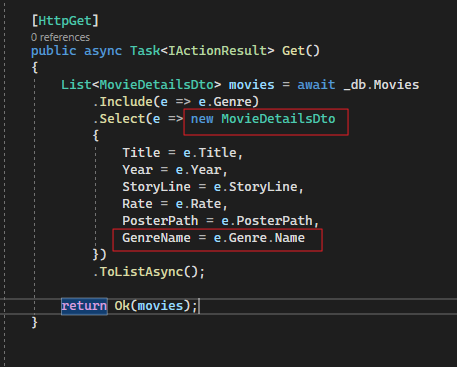 [HttpGet]
0 references
public async Task<IActionResult> Get()
{
List<MovieDetailsDto> movies = await _db.Movies
.Include(e => e.Genre)
.Select(e => new MovieDetailsDto
{
Title = e.Title,
Year = e.Year,
StoryLine = e.StoryLine,
Rate = e.Rate,
PosterPath = e.PosterPath,
GenreName = e.Genre.Name
})
.ToListAsync();
return Ok(movies);
}